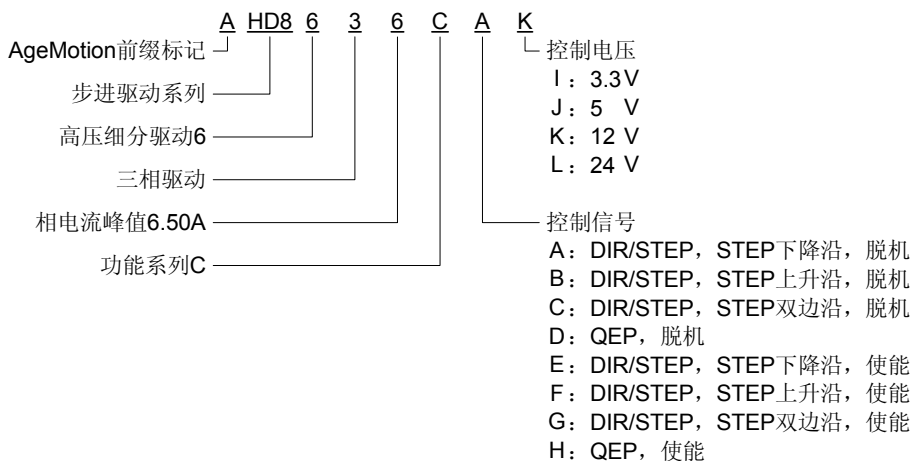 A HD8 6 3 6 C A K
AgeMotion前缀标记
步进驱动系列
高压细分驱动6
三相驱动
相电流峰值6.50A
功能系列C
控制电压
I：3.3V
J：5 V
K：12 V
L：24 V
控制信号
A：DIR/STEP，STEP下降沿，脱机
B：DIR/STEP，STEP上升沿，脱机
C：DIR/STEP，STEP双边沿，脱机
D：QEP，脱机
E：DIR/STEP，STEP下降沿，使能
F：DIR/STEP，STEP上升沿，使能
G：DIR/STEP，STEP双边沿，使能
H：QEP，使能